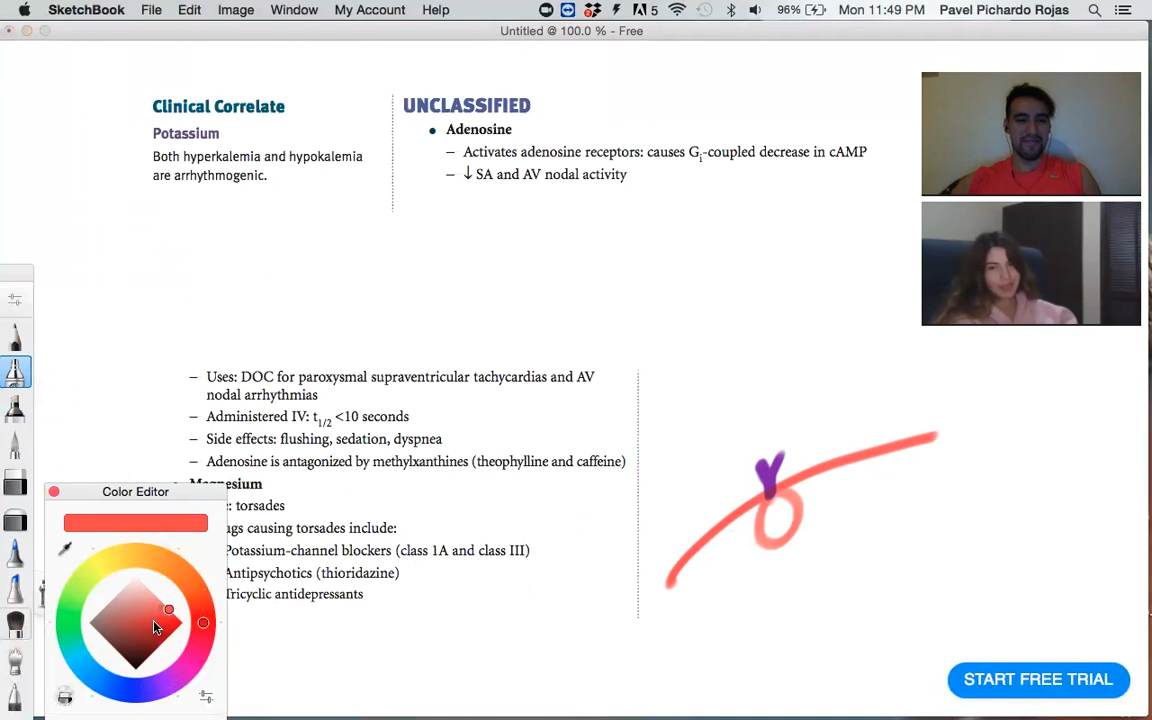 SketchBook File Edit Image Window My Account Help 5 96% Mon 11:49 PM Pavel Pichardo Rojas
Untitled @ 100.0 % - Free
Clinical Correlate
Potassium
Both hyperkalemia and hypokalemia
are arrhythmogenic.
UNCLASSIFIED
• Adenosine
– Activates adenosine receptors: causes Gi-coupled decrease in cAMP
– ↓ SA and AV nodal activity
– Uses: DOC for paroxysmal supraventricular tachycardias and AV
nodal arrhythmias
– Administered IV: t1/2 <10 seconds
– Side effects: flushing, sedation, dyspnea
– Adenosine is antagonized by methylxanthines (theophylline and caffeine)
Magnesium
: torsades
ugs causing torsades include:
Potassium-channel blockers (class 1A and class III)
Antipsychotics (thioridazine)
Tricyclic antidepressants
Color Editor
START FREE TRIAL